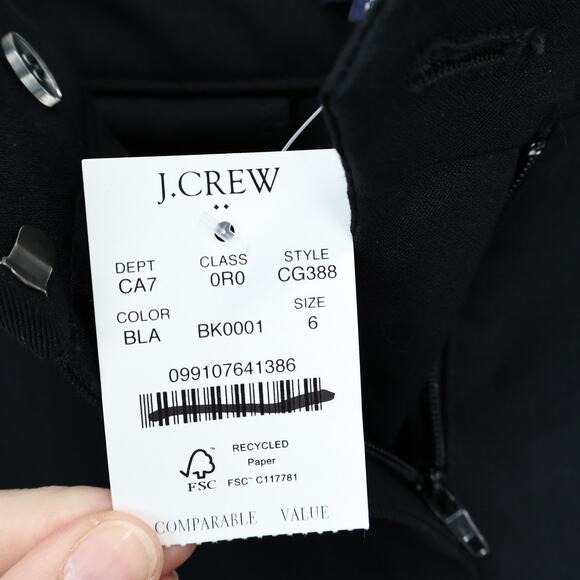 J.CREW
DEPT CLASS STYLE
CA7 0R0 CG388
COLOR SIZE
BLA BK0001 6
099107641386
RECYCLED
Paper
FSC FSC™ C117781
COMPARABLE VALUE